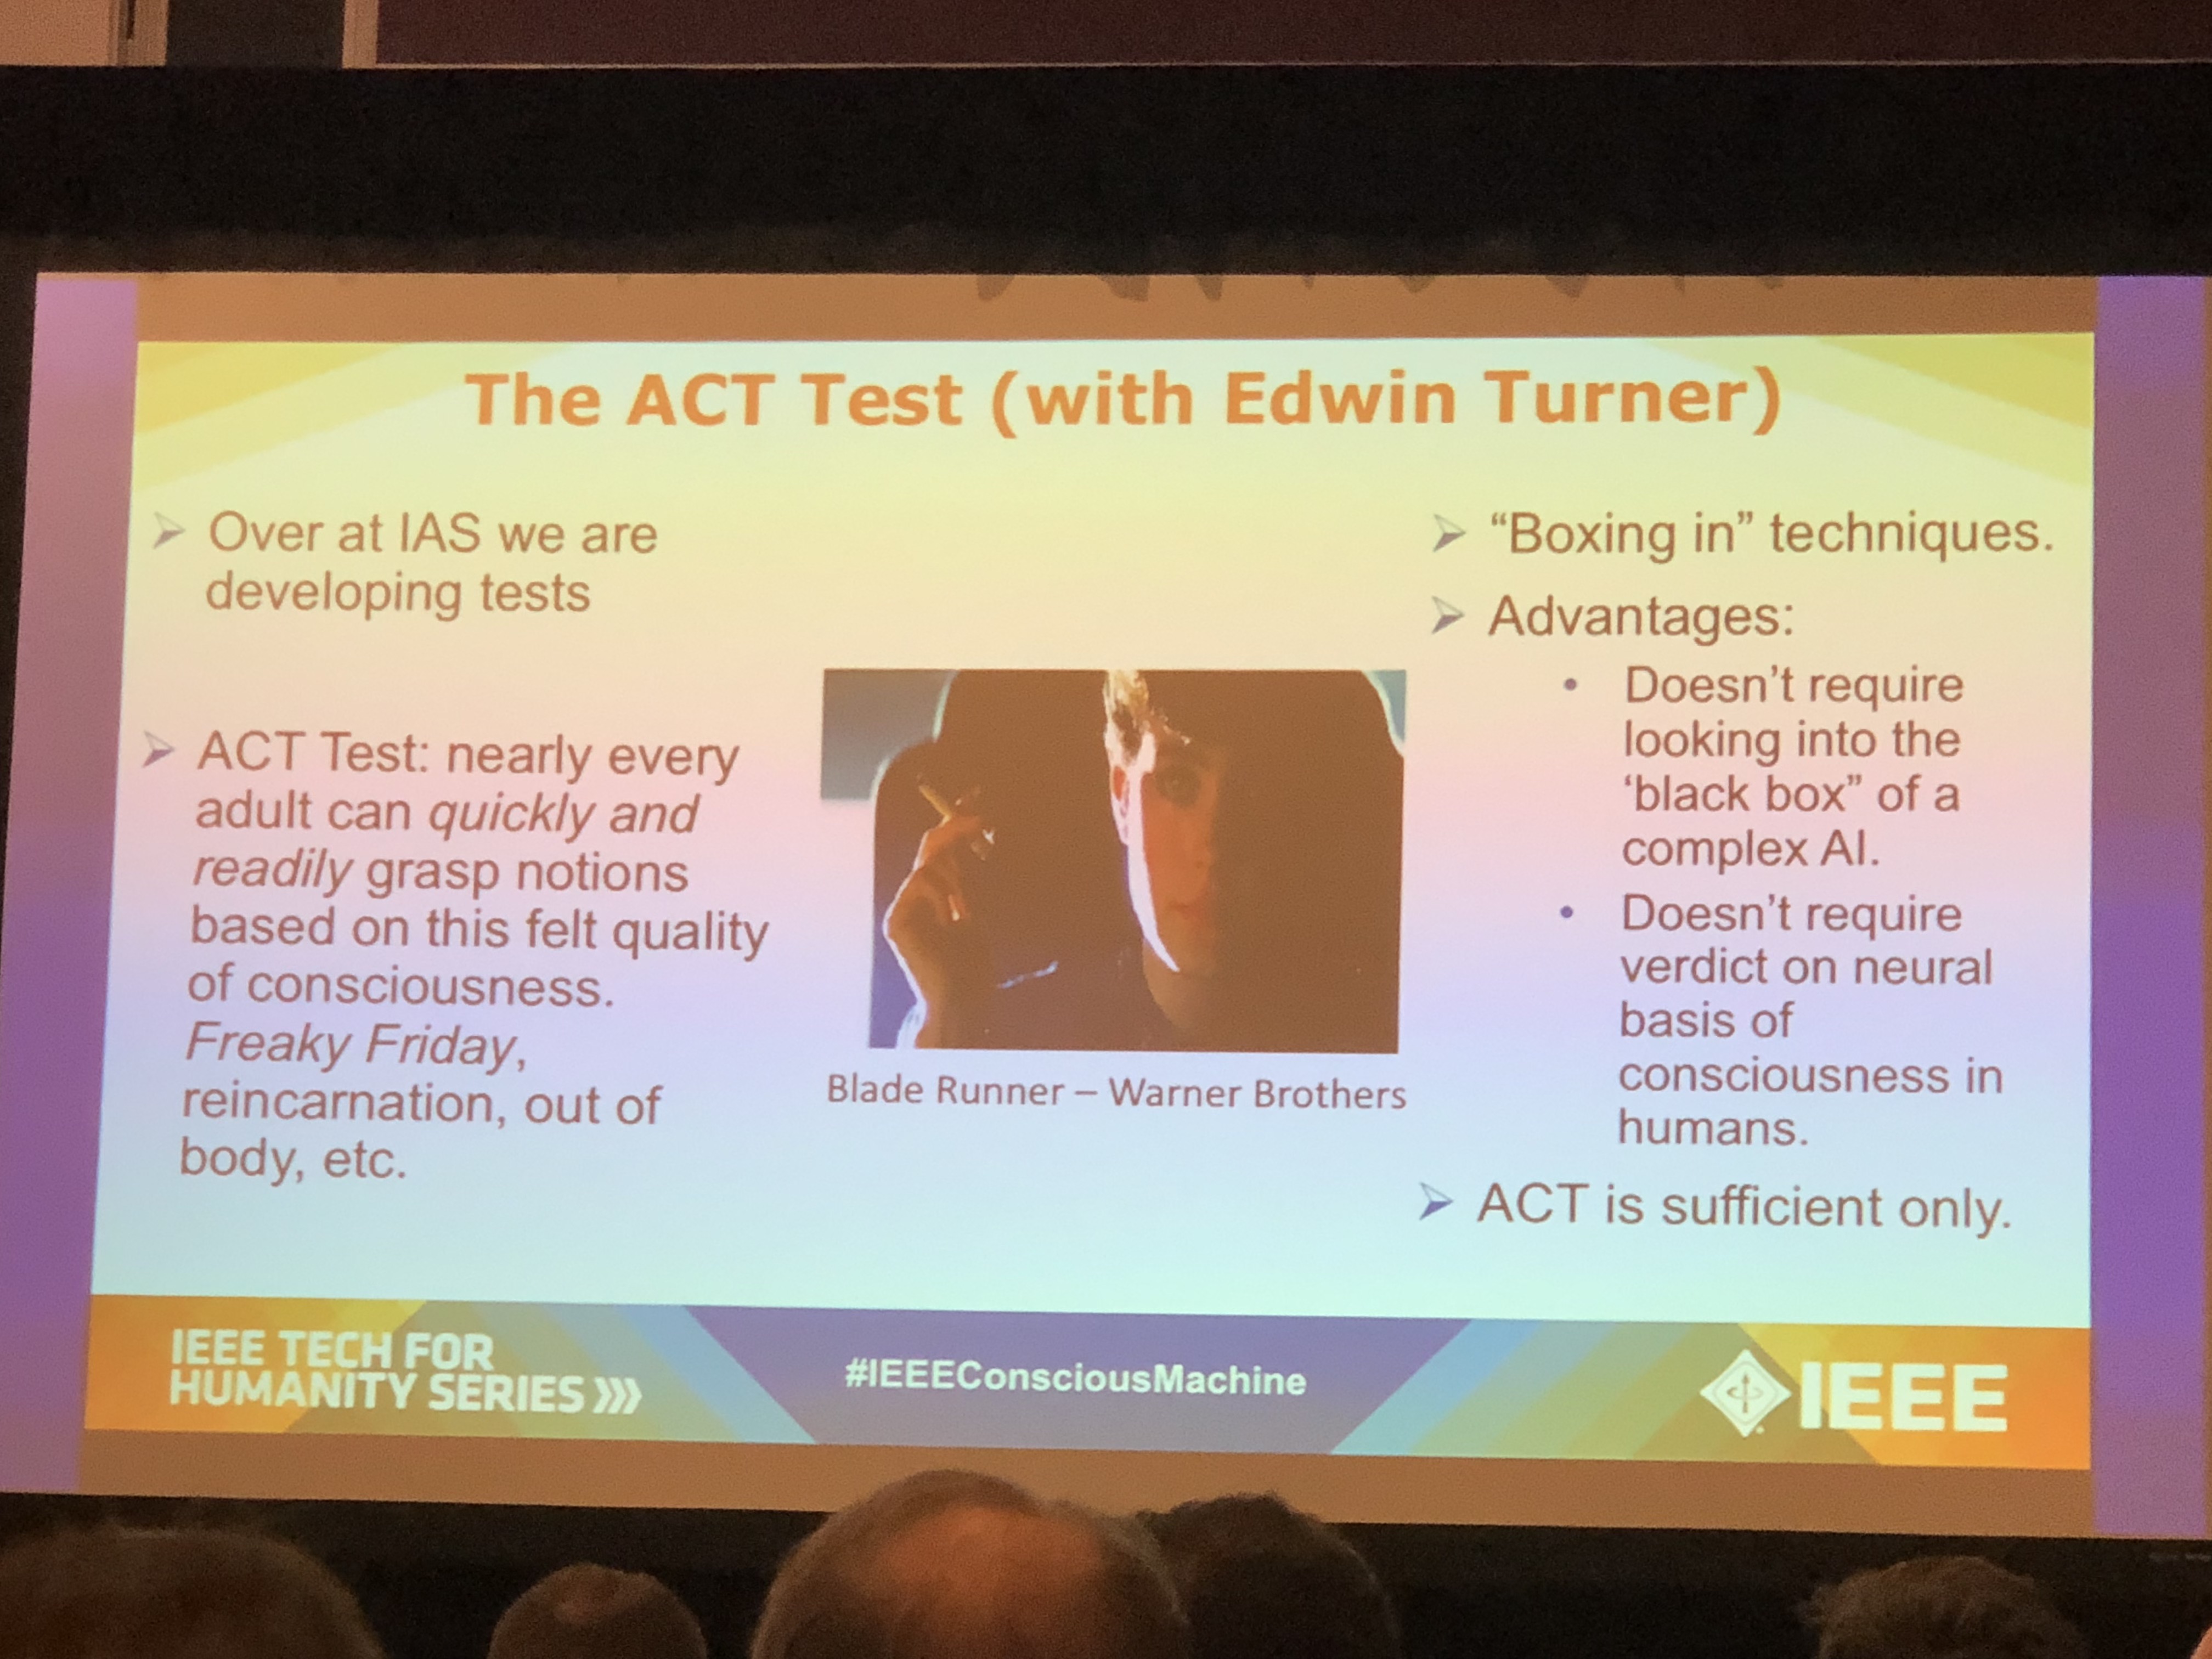 The ACT Test (with Edwin Turner)
Over at IAS we are
developing tests
ACT Test: nearly every
adult can quickly and
readily grasp notions
based on this felt quality
of consciousness.
Freaky Friday,
reincarnation, out of
body, etc.
Blade Runner – Warner Brothers
“Boxing in” techniques.
Advantages:
Doesn’t require
looking into the
‘black box” of a
complex AI.
Doesn’t require
verdict on neural
basis of
consciousness in
humans.
ACT is sufficient only.
IEEE TECH FOR
HUMANITY SERIES
#IEEEConsciousMachine
IEEE